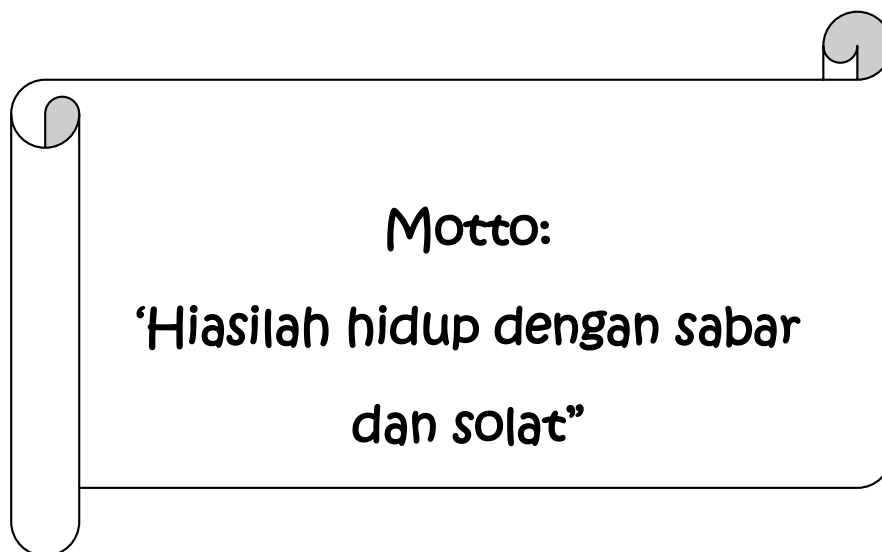 Motto:
‘Hiasilah hidup dengan sabar
dan solat”